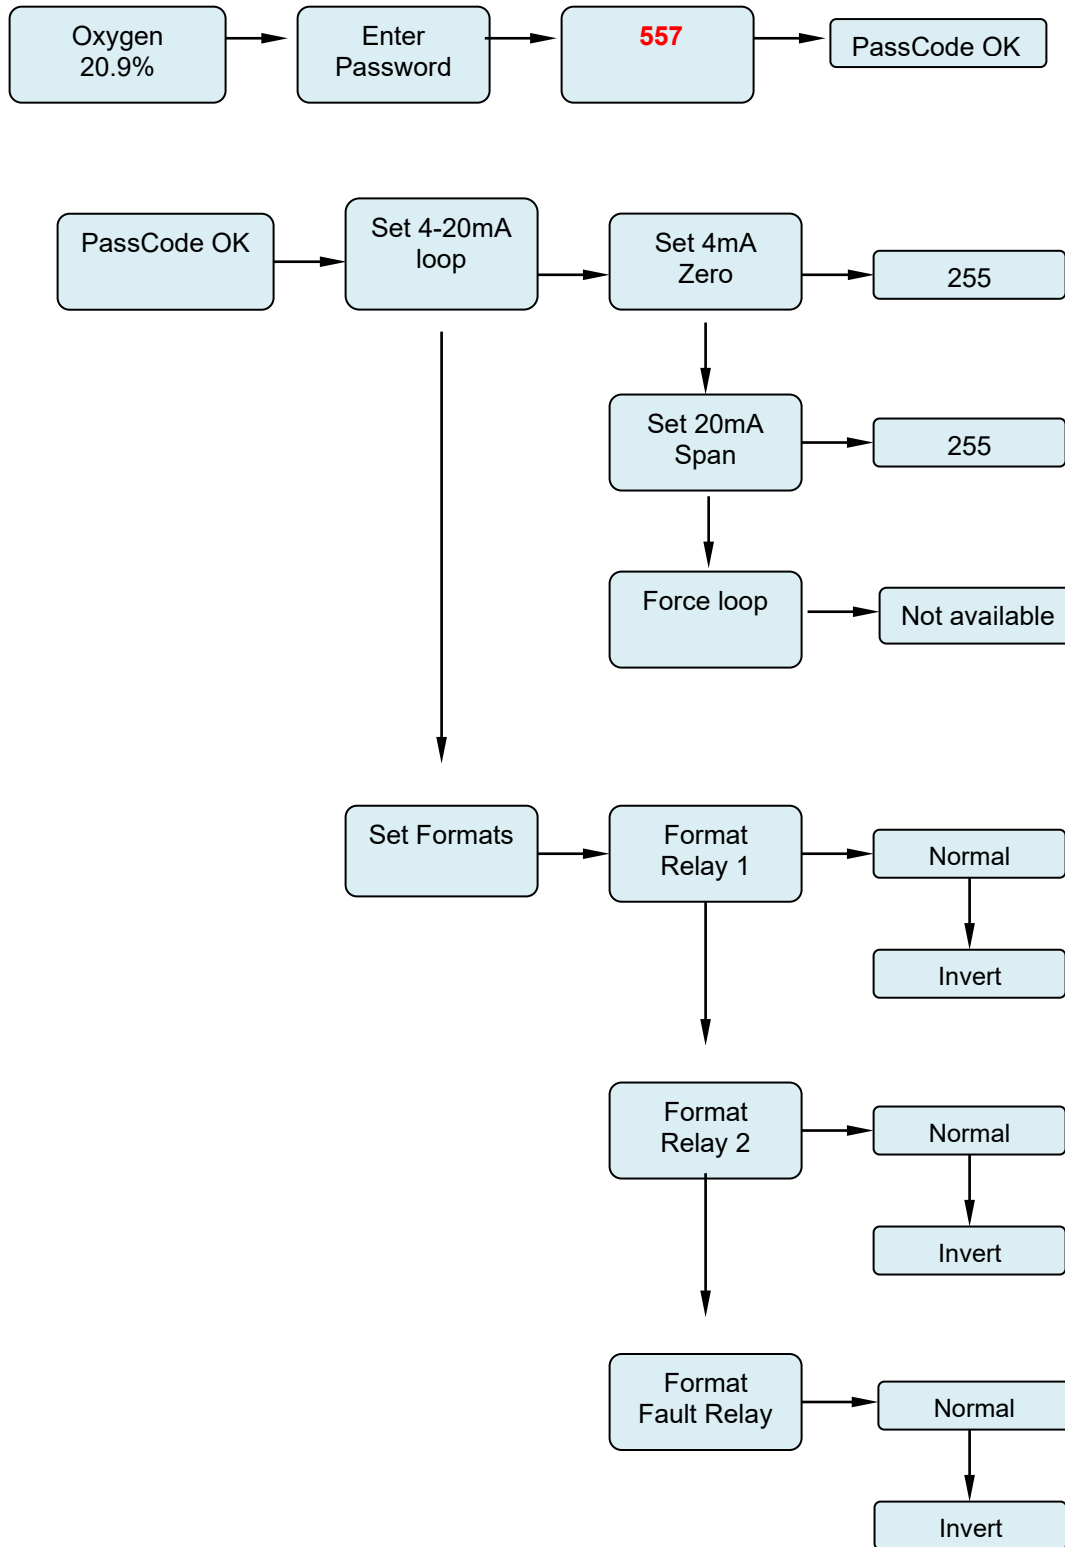 Oxygen
20.9%
Enter
Password
557
PassCode OK
PassCode OK
Set 4-20mA
loop
Set 4mA
Zero
255
Set 20mA
Span
255
Force loop
Not available
Set Formats
Format
Relay 1
Normal
Invert
Format
Relay 2
Normal
Invert
Format
Fault Relay
Normal
Invert